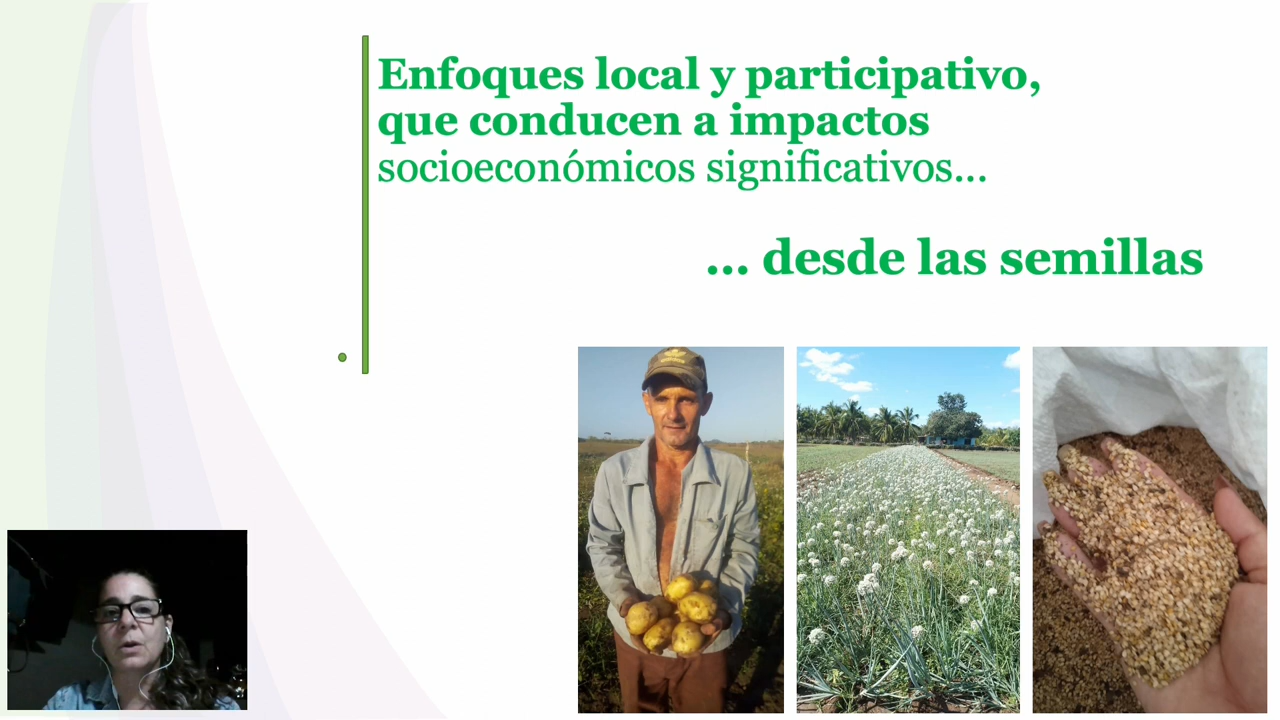 Enfoques local y participativo,
que conducen a impactos
socioeconómicos significativos...
... desde las semillas